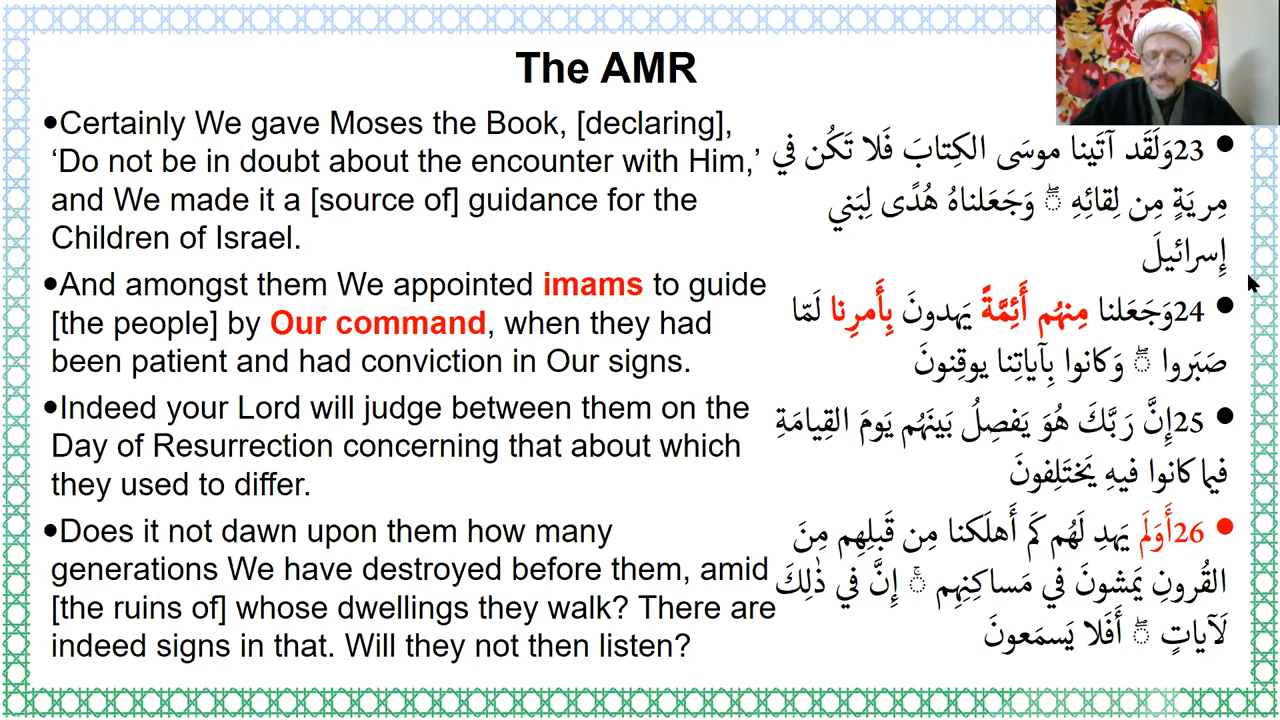 The AMR
•Certainly We gave Moses the Book, [declaring],
‘Do not be in doubt about the encounter with Him,’
and We made it a [source of] guidance for the
Children of Israel.
•And amongst them We appointed imams to guide
[the people] by Our command, when they had
been patient and had conviction in Our signs.
•Indeed your Lord will judge between them on the
Day of Resurrection concerning that about which
they used to differ.
•Does it not dawn upon them how many
generations We have destroyed before them, amid
[the ruins of] whose dwellings they walk? There are
indeed signs in that. Will they not then listen?
• 23وَلَقَد آتَينا موسَى الكِتابَ فَلا تَكُن في
مِريَةٍ مِن لِقائِهِ ۖ وَجَعَلناهُ هُدًى لِبَني
إِسرائيلَ
• 24وَجَعَلنا مِنهُم أَئِمَّةً يَهدونَ بِأَمرِنا لَمّا
صَبَروا ۖ وَكانوا بِآياتِنا يوقِنونَ
• 25إِنَّ رَبَّكَ هُوَ يَفصِلُ بَينَهُم يَومَ القِيامَةِ
فيما كانوا فيهِ يَختَلِفونَ
• 26أَوَلَم يَهدِ لَهُم كَم أَهلَكنا مِن قَبلِهِم مِنَ
القُرونِ يَمشونَ في مَساكِنِهِم ۚ إِنَّ في ذٰلِكَ
لَآياتٍ ۖ أَفَلا يَسمَعونَ